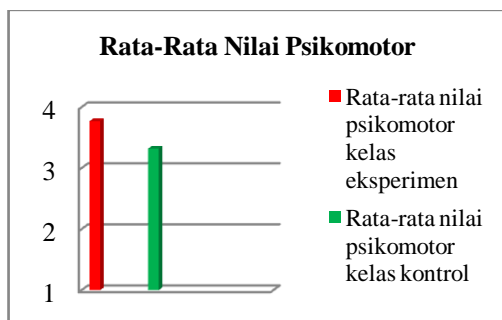 Rata-Rata Nilai Psikomotor
4
3
2
1
Rata-rata nilai
psikomotor
kelas
eksperimen
Rata-rata nilai
psikomotor
kelas kontrol